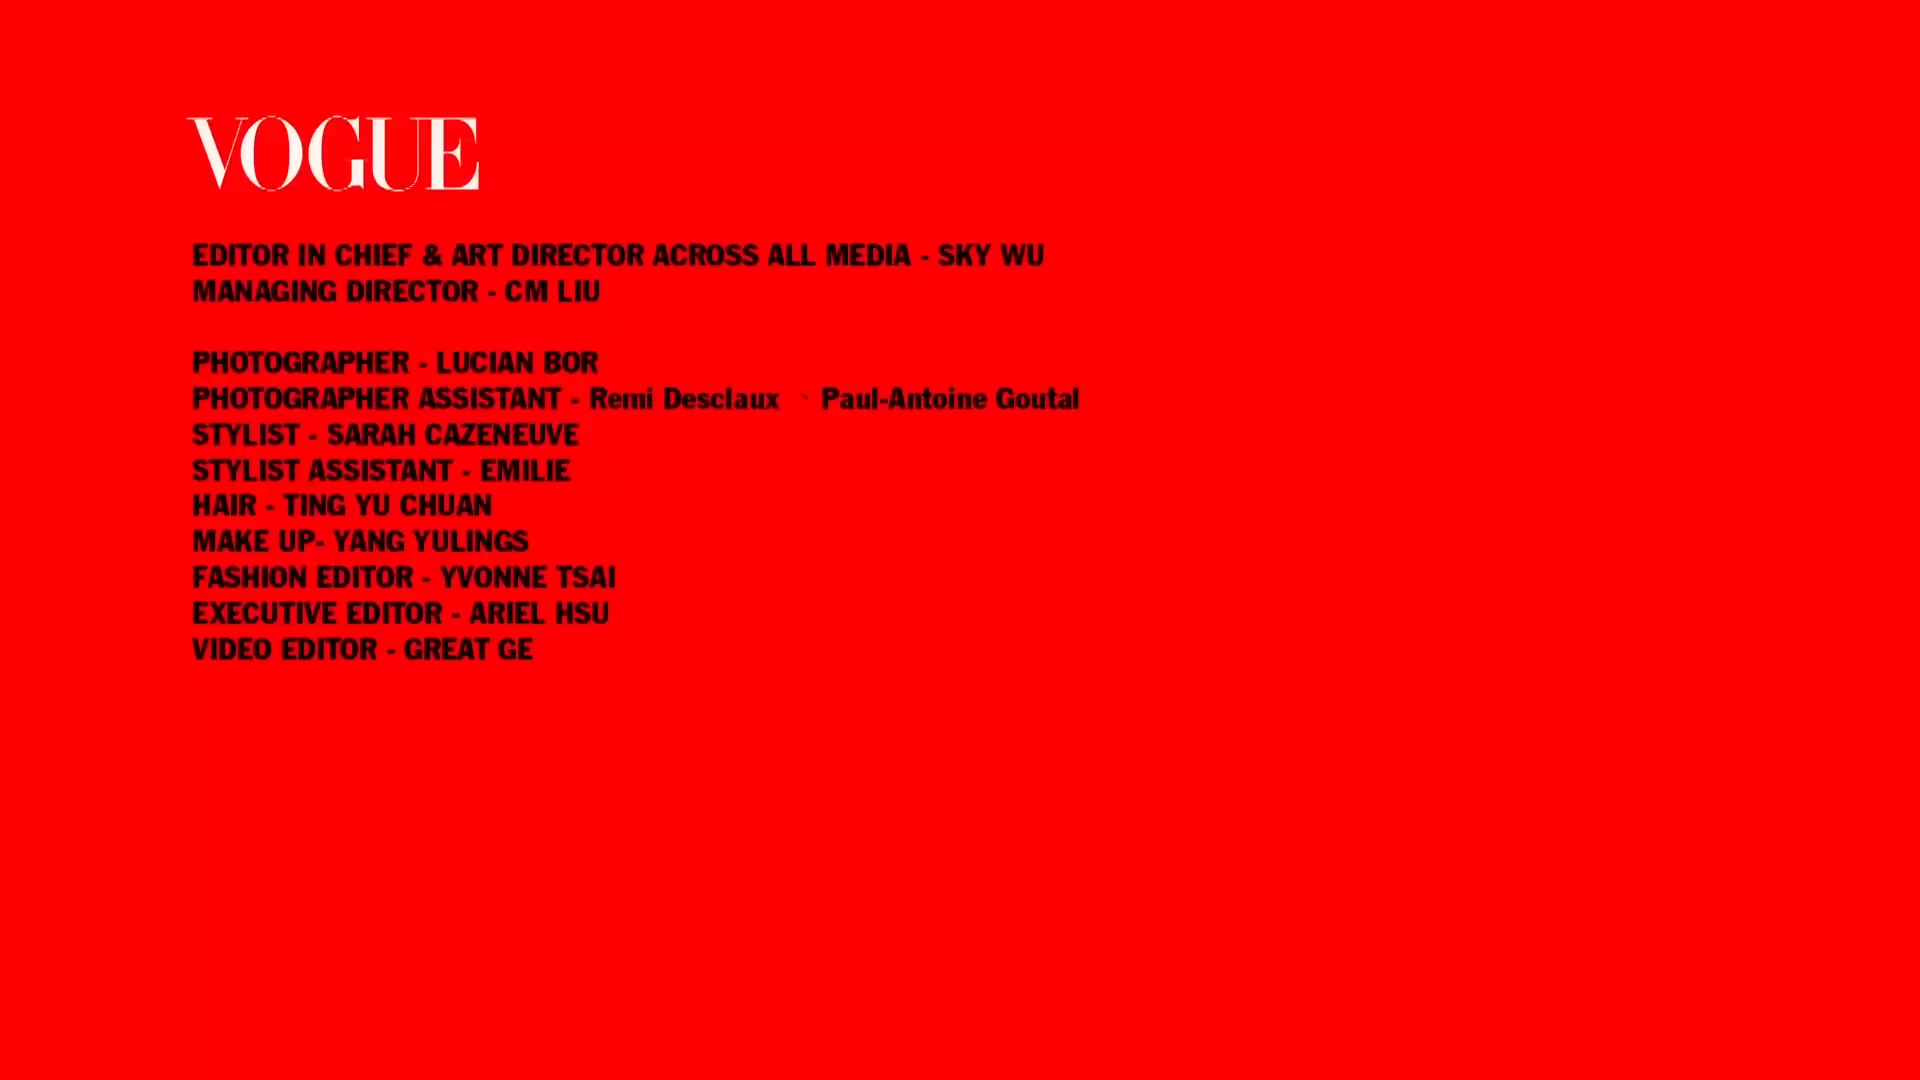 VOGUE
EDITOR IN CHIEF & ART DIRECTOR ACROSS ALL MEDIA - SKY WU
MANAGING DIRECTOR - CM LIU
PHOTOGRAPHER - LUCIAN BOR
PHOTOGRAPHER ASSISTANT - Remi Desclaux 、Paul-Antoine Goutal
STYLIST - SARAH CAZENEUVE
STYLIST ASSISTANT - EMILIE
HAIR - TING YU CHUAN
MAKE UP- YANG YULINGS
FASHION EDITOR - YVONNE TSAI
EXECUTIVE EDITOR - ARIEL HSU
VIDEO EDITOR - GREAT GE